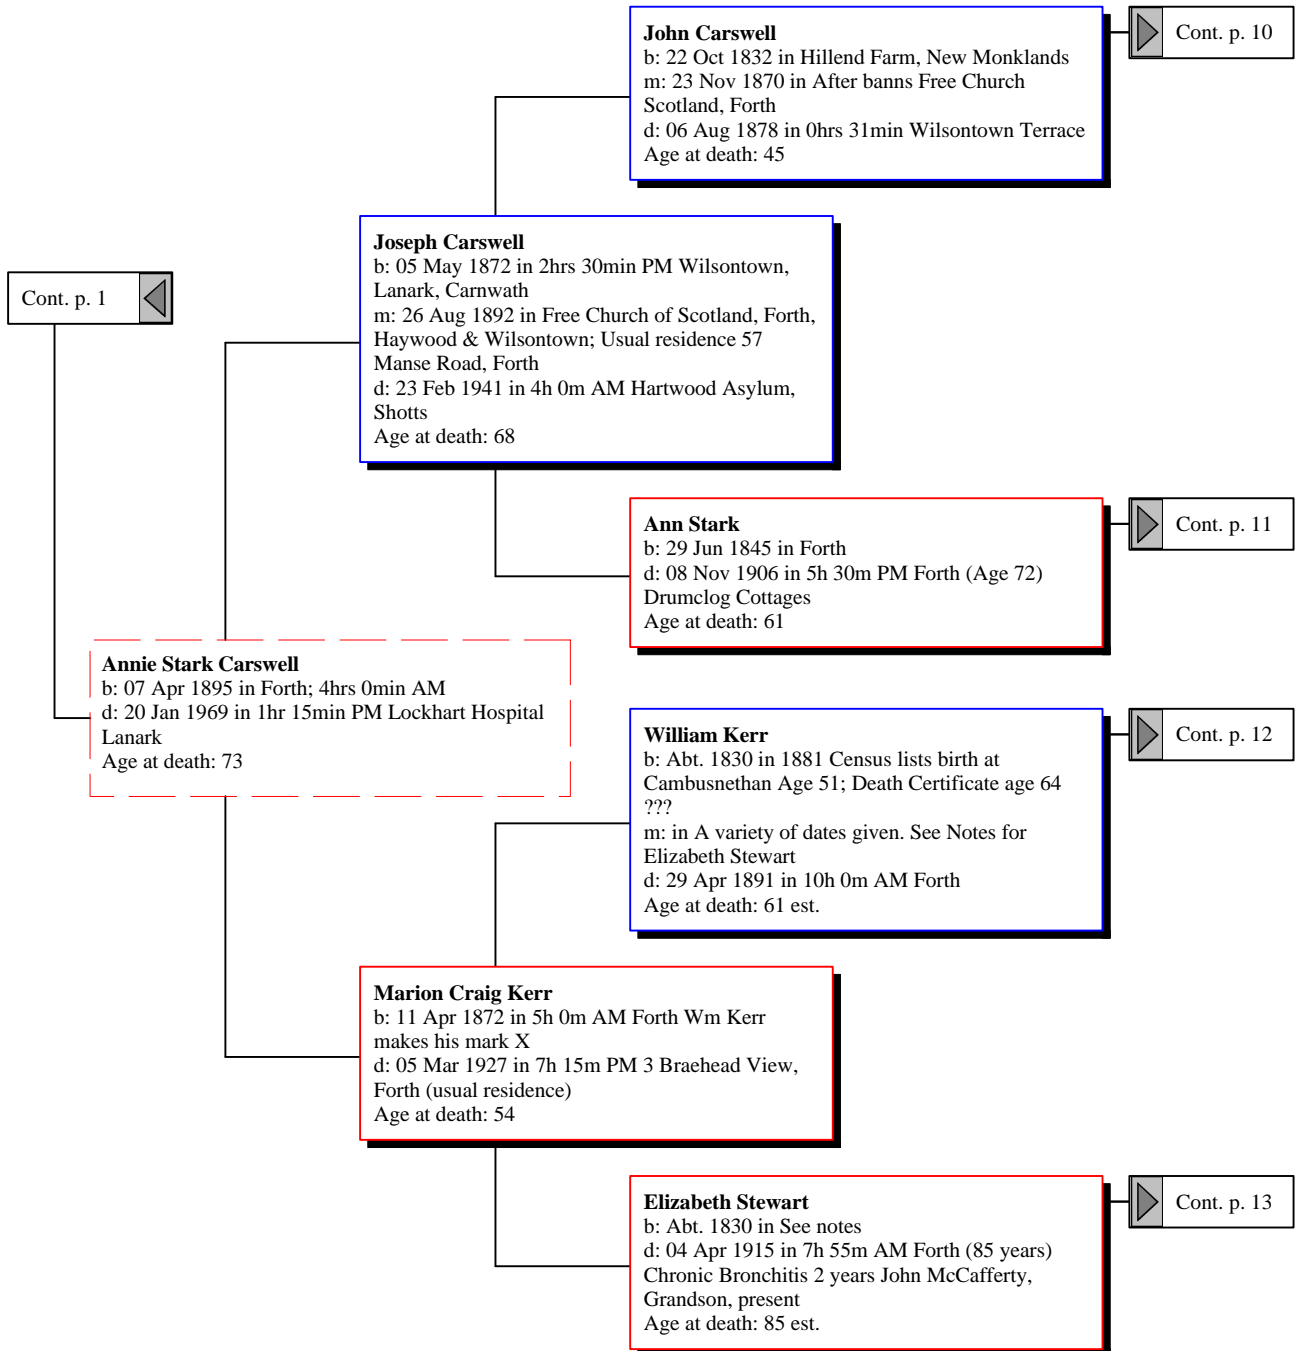 John Carswell
b: 22 Oct 1832 in Hillend Farm, New Monklands
m: 23 Nov 1870 in After banns Free Church
Scotland, Forth
d: 06 Aug 1878 in 0hrs 31min Wilsontown Terrace
Age at death: 45
Cont. p. 10
Joseph Carswell
b: 05 May 1872 in 2hrs 30min PM Wilsontown,
Lanark, Carnwath
m: 26 Aug 1892 in Free Church of Scotland, Forth,
Haywood & Wilsontown; Usual residence 57
Manse Road, Forth
d: 23 Feb 1941 in 4h 0m AM Hartwood Asylum,
Shotts
Age at death: 68
Cont. p. 1
Ann Stark
b: 29 Jun 1845 in Forth
d: 08 Nov 1906 in 5h 30m PM Forth (Age 72)
Drumclog Cottages
Age at death: 61
Cont. p. 11
Annie Stark Carswell
b: 07 Apr 1895 in Forth; 4hrs 0min AM
d: 20 Jan 1969 in 1hr 15min PM Lockhart Hospital
Lanark
Age at death: 73
William Kerr
b: Abt. 1830 in 1881 Census lists birth at
Cambusnethan Age 51; Death Certificate age 64
???
m: in A variety of dates given. See Notes for
Elizabeth Stewart
d: 29 Apr 1891 in 10h 0m AM Forth
Age at death: 61 est.
Cont. p. 12
Marion Craig Kerr
b: 11 Apr 1872 in 5h 0m AM Forth Wm Kerr
makes his mark X
d: 05 Mar 1927 in 7h 15m PM 3 Braehead View,
Forth (usual residence)
Age at death: 54
Elizabeth Stewart
b: Abt. 1830 in See notes
d: 04 Apr 1915 in 7h 55m AM Forth (85 years)
Chronic Bronchitis 2 years John McCafferty,
Grandson, present
Age at death: 85 est.
Cont. p. 13